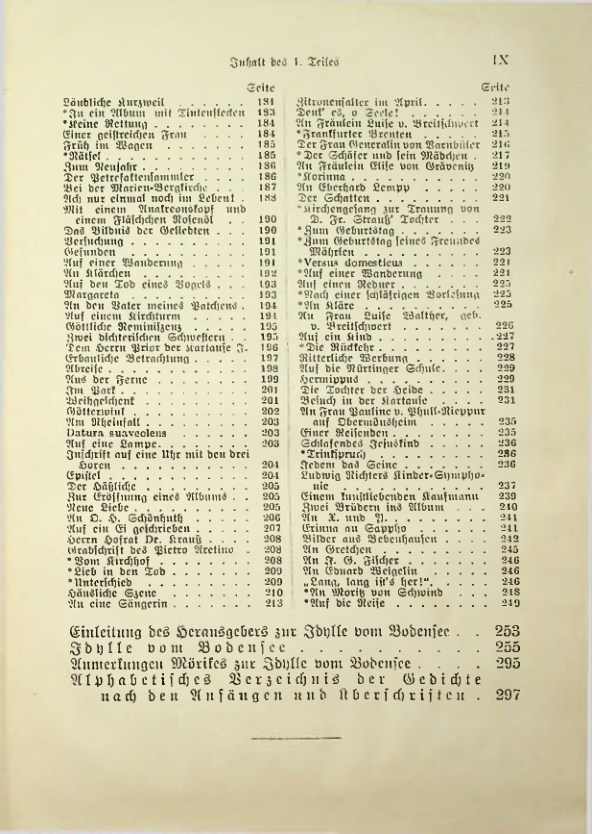 Inhalt des 1. Teiles IX
Seite
Ländliche Kurzweil . . . . . . 181
*In ein Album mit Tintenflecken 183
*Keine Rettung . . . . . . . 184
Einer geistreichen Frau . . . . 184
Früh im Wagen . . . . . . . 185
*Rätsel . . . . . . . . . . 185
Zum Neujahr . . . . . . . . 186
Der Petrefaktensammler . . . . 186
Bei der Marien-Bergkirche . . . 187
Ach nur einmal noch im Leben! . 188
Mit einem Anakreonskopf und
einem Fläschchen Rosenöl . . 190
Das Bildnis der Geliebten . . . 190
Versuchung . . . . . . . . 191
Gefunden . . . . . . . . . 191
Auf einer Wanderung . . . . . 191
An Klärchen . . . . . . . . 192
Auf den Tod eines Vogels . . . 193
Margareta . . . . . . . . . 193
An den Vater meines Patchens . 194
Auf einem Kirchturm . . . . . 194
Göttliche Reminiszenz . . . . . 195
Zwei dichterischen Schwestern . . 195
Dem Herrn Prior der Kartause J. 196
Erbauliche Betrachtung . . . . . 197
Abreise . . . . . . . . . . 198
Aus der Ferne . . . . . . . 199
Im Park . . . . . . . . . . 201
Weihgeschenk . . . . . . . . 201
Götterwink . . . . . . . . . 202
Am Rheinfall . . . . . . . . 203
Datura suaveolens . . . . . . 203
Auf eine Lampe . . . . . . . 203
Inschrift auf eine Uhr mit den drei
Horen . . . . . . . . . . 204
Epistel . . . . . . . . . . 204
Der Häßliche . . . . . . . . 205
Zur Eröffnung eines Albums . . 205
Neue Liebe . . . . . . . . . 205
An O. H. Schönhuth . . . . . 206
Auf ein Ei geschrieben . . . . . 207
Herrn Hofrat Dr. Krauß . . . . 208
Grabschrift des Pietro Aretino . 208
*Vom Kirchhof . . . . . . . 208
*Lieb in den Tod . . . . . . 209
*Unterschied . . . . . . . . 209
Häusliche Szene . . . . . . . 210
An eine Sängerin . . . . . . . 213
Seite
Zitronenfalter im April . . . . . 213
Denk' es, o Seele! . . . . . . 214
An Fräulein Luise v. Breitschwert 214
*Frankfurter Brenten . . . . . 215
Der Frau Generalin von Varnbüler 216
*Der Schäfer und sein Mädchen . 217
An Fräulein Elise von Grävenitz 219
*Corinna . . . . . . . . . . 220
An Eberhard Lempp . . . . . 220
Der Schatten . . . . . . . . 221
*Kirchengesang zur Trauung von
D. Fr. Strauß' Tochter . . . 222
*Zum Geburtstag . . . . . . 223
*Zum Geburtstag seines Freundes
Mährlen . . . . . . . . . 223
*Versus domesticus . . . . . . 224
*Auf einer Wanderung . . . . 224
Auf einen Redner . . . . . . 225
*Nach einer schläfrigen Vorlesung 225
*An Kläre . . . . . . . . . 225
An Frau Luise Walther, geb.
v. Breitschwert . . . . . . 226
Auf ein Kind . . . . . . . . 227
*Die Rückkehr . . . . . . . 227
Ritterliche Werbung . . . . . . 228
Auf die Nürtinger Schule . . . . 229
Hermippus . . . . . . . . . 229
Die Tochter der Heide . . . . . 231
Besuch in der Kartause . . . . 231
An Frau Pauline v. Phull-Rieppur
auf Obermönsheim . . . . . 235
Einer Reisenden . . . . . . . 235
Schlafendes Jesuskind . . . . . 236
*Trinkspruch . . . . . . . . 236
Jedem das Seine . . . . . . . 236
Ludwig Richters Kinder-Sympho-
nie . . . . . . . . . . . 237
Einem kunstliebenden Kaufmann 239
Zwei Brüdern ins Album . . . 240
An X. und Y. . . . . . . . . 241
Erinna an Sappho . . . . . . 241
Bilder aus Bebenhausen . . . . 242
An Gretchen . . . . . . . . 245
An J. G. Fischer . . . . . . 246
An Eduard Weigelin . . . . . 246
„Lang, lang ist's her!" . . . . . 246
*An Moritz von Schwind . . . 248
*Auf die Reise . . . . . . . . 249
Einleitung des Herausgebers zur Idylle vom Bodensee . . 253
Idylle vom Bodensee . . . . . . . . . . 255
Anmerkungen Mörikes zur Idylle vom Bodensee . . . . 295
Alphabetisches Verzeichnis der Gedichte
nach den Anfängen und Überschriften . 297